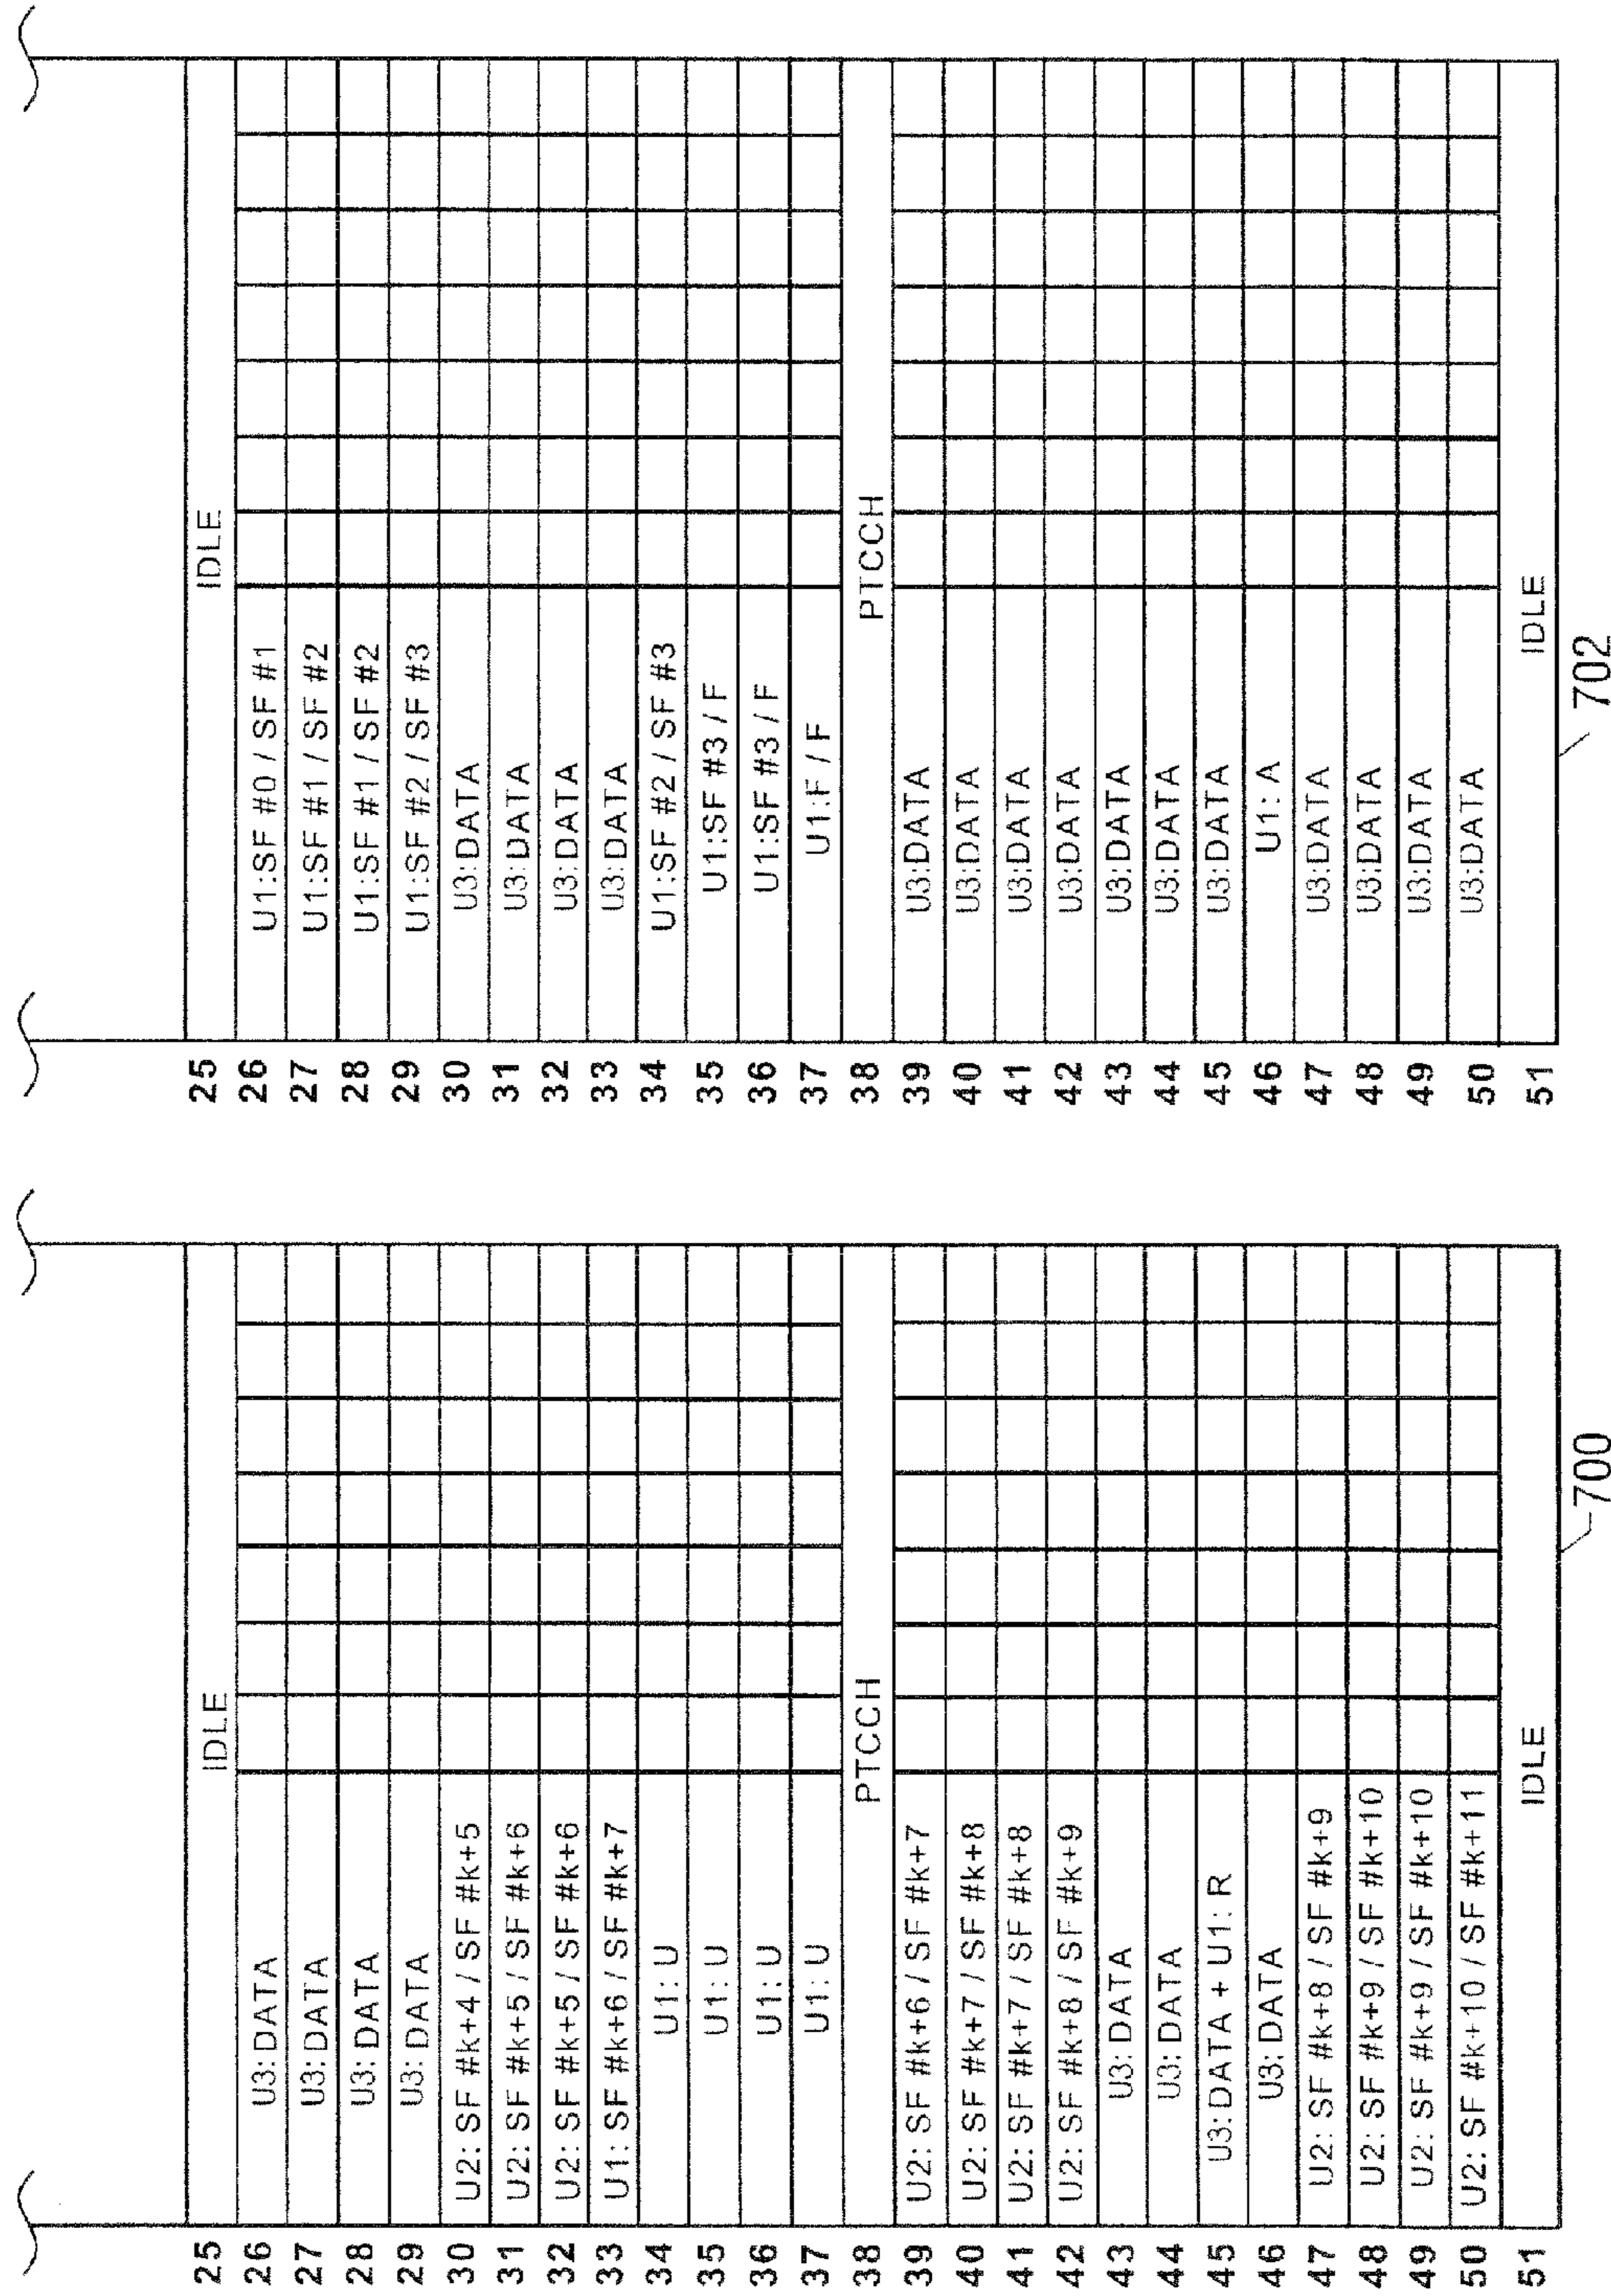 25 IDLE
26 U3:DATA
27 U3:DATA
28 U3:DATA
29 U3:DATA
30 U2: SF #k+4 / SF #k+5
31 U2: SF #k+5 / SF #k+6
32 U2: SF #k+5 / SF #k+6
33 U1: SF #k+6 / SF #k+7
34 U1: U
35 U1: U
36 U1: U
37 U1: U
38 PTCCH
39 U2: SF #k+6 / SF #k+7
40 U2: SF #k+7 / SF #k+8
41 U2: SF #k+7 / SF #k+8
42 U2: SF #k+8 / SF #k+9
43 U3: DATA
44 U3: DATA
45 U3: DATA + U1: R
46 U3: DATA
47 U2: SF #k+8 / SF #k+9
48 U2: SF #k+9 / SF #k+10
49 U2: SF #k+9 / SF #k+10
50 U2: SF #k+10 / SF #k+11
51 IDLE
700
25 IDLE
26 U1:SF #0 / SF #1
27 U1:SF #1 / SF #2
28 U1:SF #1 / SF #2
29 U1:SF #2 / SF #3
30 U3:DATA
31 U3:DATA
32 U3:DATA
33 U3:DATA
34 U1:SF #2 / SF #3
35 U1:SF #3 / F
36 U1:SF #3 / F
37 U1:F / F
38 PTCCH
39 U3:DATA
40 U3:DATA
41 U3:DATA
42 U3:DATA
43 U3:DATA
44 U3:DATA
45 U3:DATA
46 U1: A
47 U3:DATA
48 U3:DATA
49 U3:DATA
50 U3:DATA
51 IDLE
702